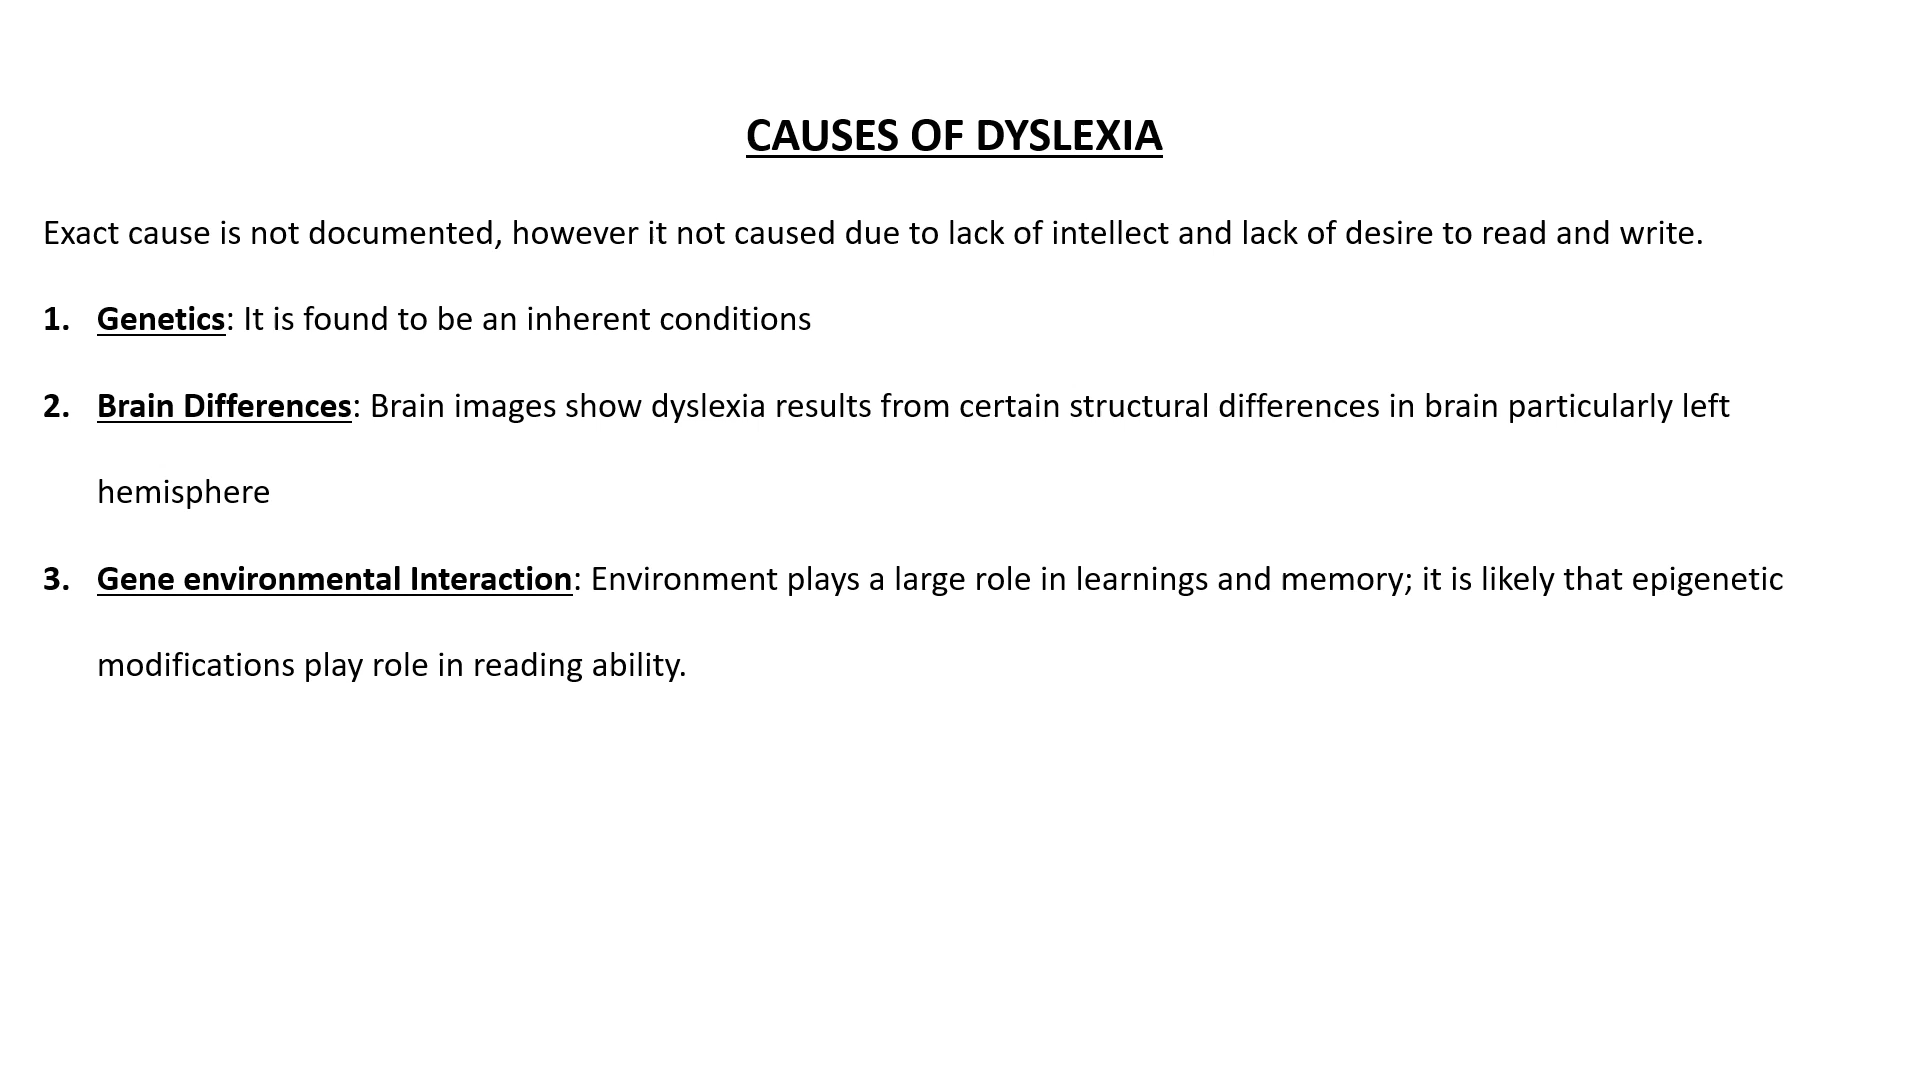 CAUSES OF DYSLEXIA
Exact cause is not documented, however it not caused due to lack of intellect and lack of desire to read and write.
1. Genetics: It is found to be an inherent conditions
2. Brain Differences: Brain images show dyslexia results from certain structural differences in brain particularly left
hemisphere
3. Gene environmental Interaction: Environment plays a large role in learnings and memory; it is likely that epigenetic
modifications play role in reading ability.